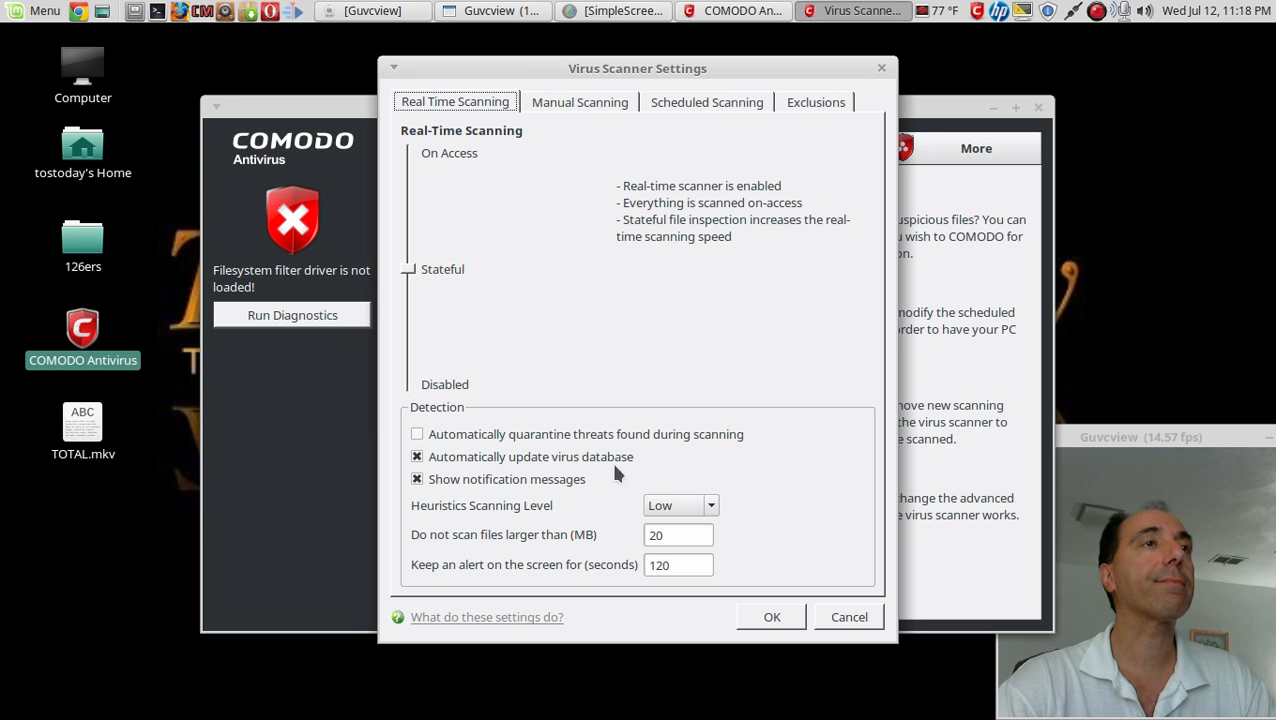 Menu
[Guvcview]
Guvcview (1...
[SimpleScree...
COMODO An...
Virus Scanne...
77 °F
Wed Jul 12, 11:18 PM
Computer
tostoday's Home
126ers
COMODO Antivirus
ABC
TOTAL.mkv
COMODO
Antivirus
Filesystem filter driver is not
loaded!
Run Diagnostics
Virus Scanner Settings
Real Time Scanning
Manual Scanning
Scheduled Scanning
Exclusions
Real-Time Scanning
On Access
Stateful
Disabled
- Real-time scanner is enabled
- Everything is scanned on-access
- Stateful file inspection increases the real-
time scanning speed
Detection
Automatically quarantine threats found during scanning
Automatically update virus database
Show notification messages
Heuristics Scanning Level
Low
Do not scan files larger than (MB)
20
Keep an alert on the screen for (seconds)
120
What do these settings do?
OK
Cancel
More
uspicious files? You can
u wish to COMODO for
on.
modify the scheduled
order to have your PC
move new scanning
the virus scanner to
e scanned.
change the advanced
e virus scanner works.
Guvcview (14.57 fps)